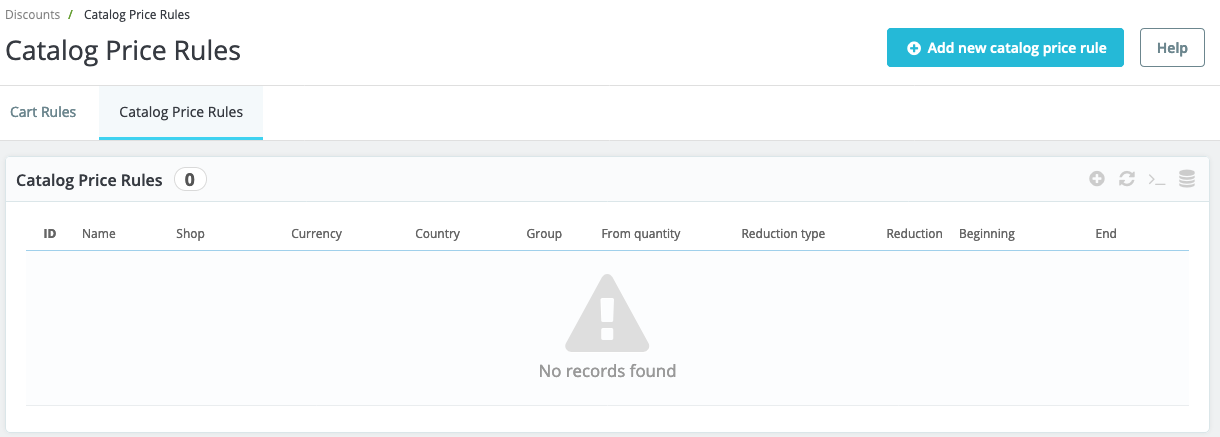 Discounts / Catalog Price Rules
Catalog Price Rules
Add new catalog price rule
Help
Cart Rules
Catalog Price Rules
Catalog Price Rules 0
ID Name Shop Currency Country Group From quantity Reduction type Reduction Beginning End
No records found